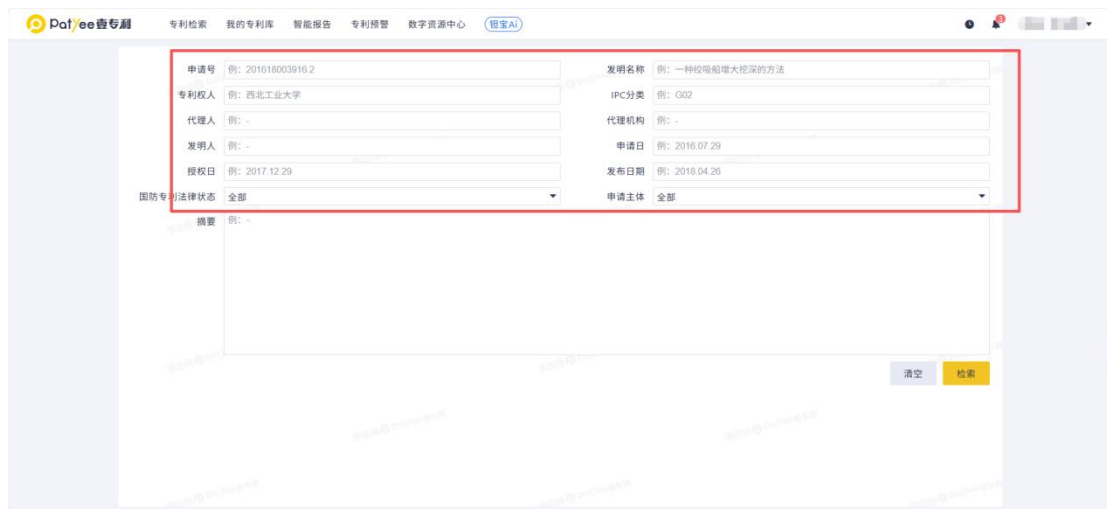 Patyee壹专利 专利检索 我的专利库 智能报告 专利预警 数字资源中心 钽宝Ai 3
申请号 例：201618003916.2 发明名称 例：一种绞吸船增大挖深的方法
专利权人 例：西北工业大学 IPC分类 例：G02
代理人 例：- 代理机构 例：-
发明人 例：- 申请日 例：2016.07.29
授权日 例：2017.12.29 发布日期 例：2018.04.26
国防专利法律状态 全部 申请主体 全部
摘要 例：-
清空 检索